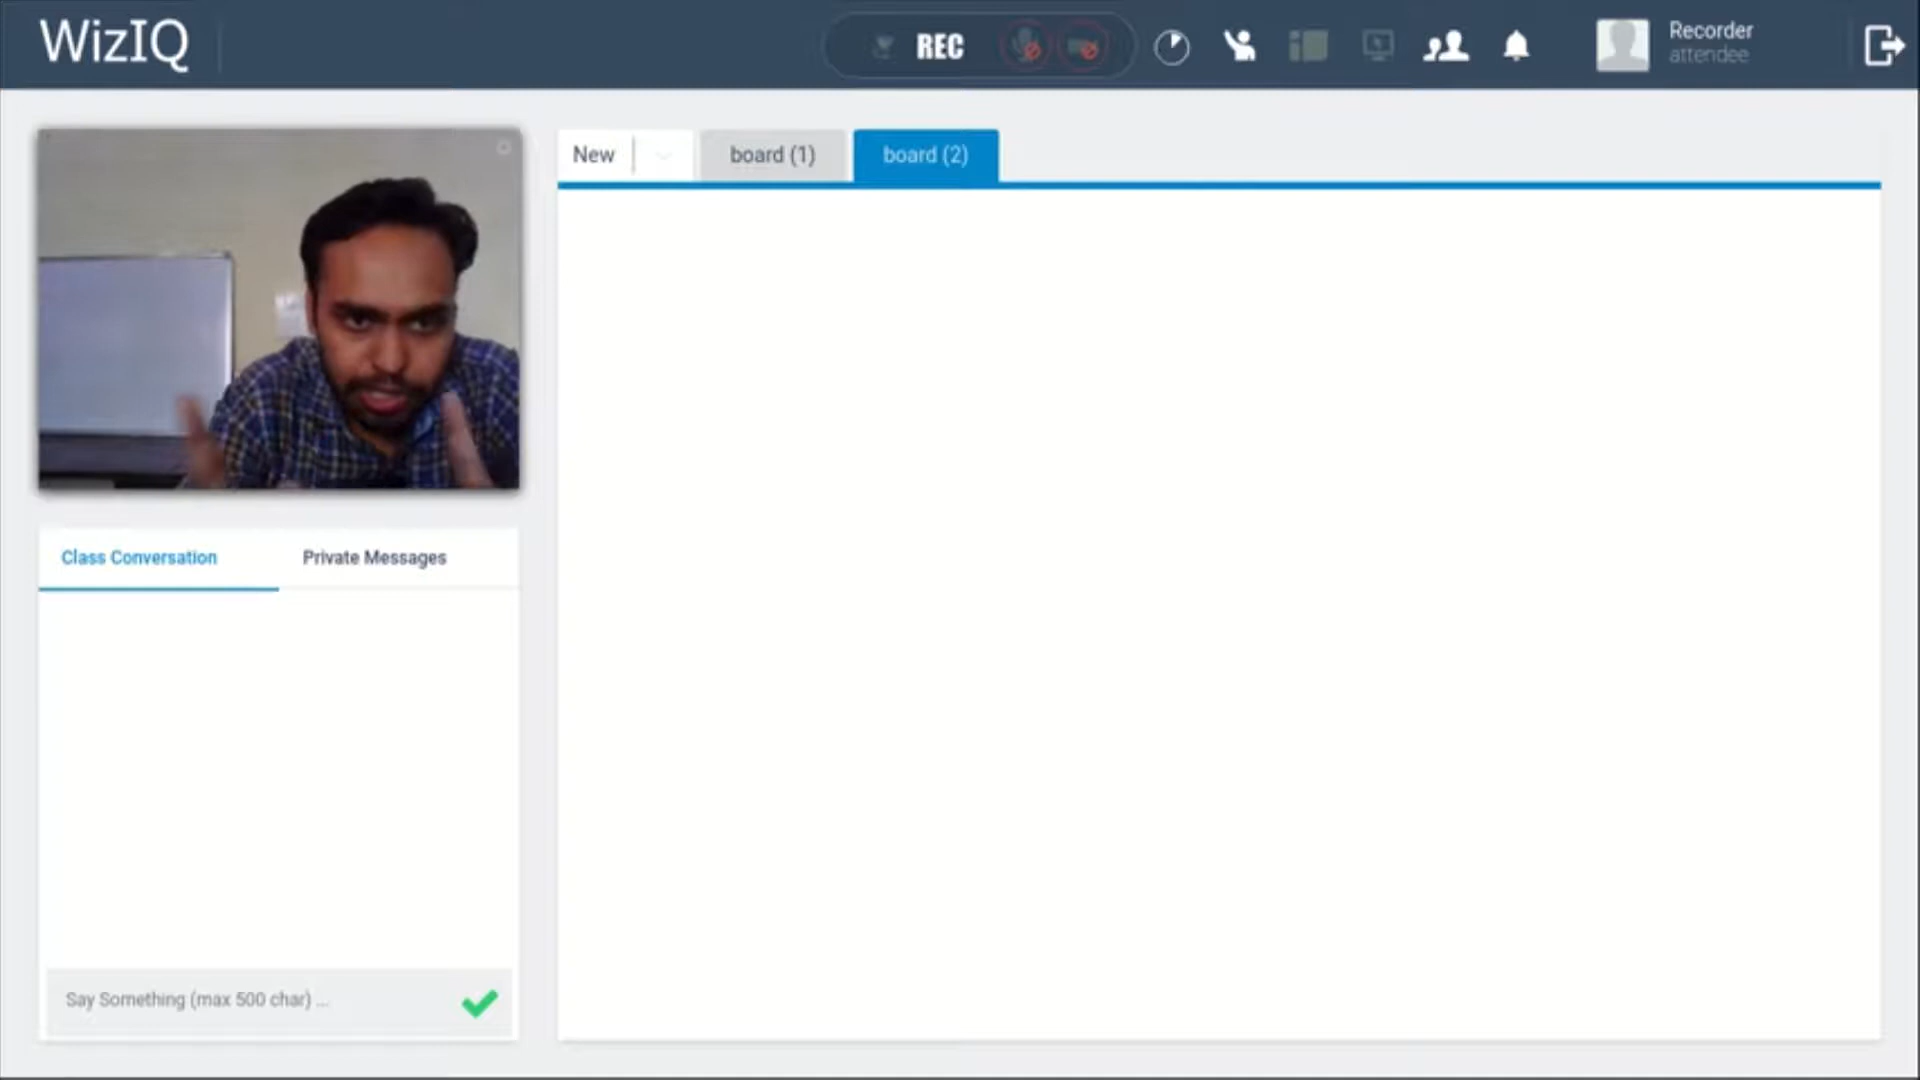 WizIQ
REC
Recorder
attendee
New
board (1)
board (2)
Class Conversation
Private Messages
Say Something (max 500 char) ...